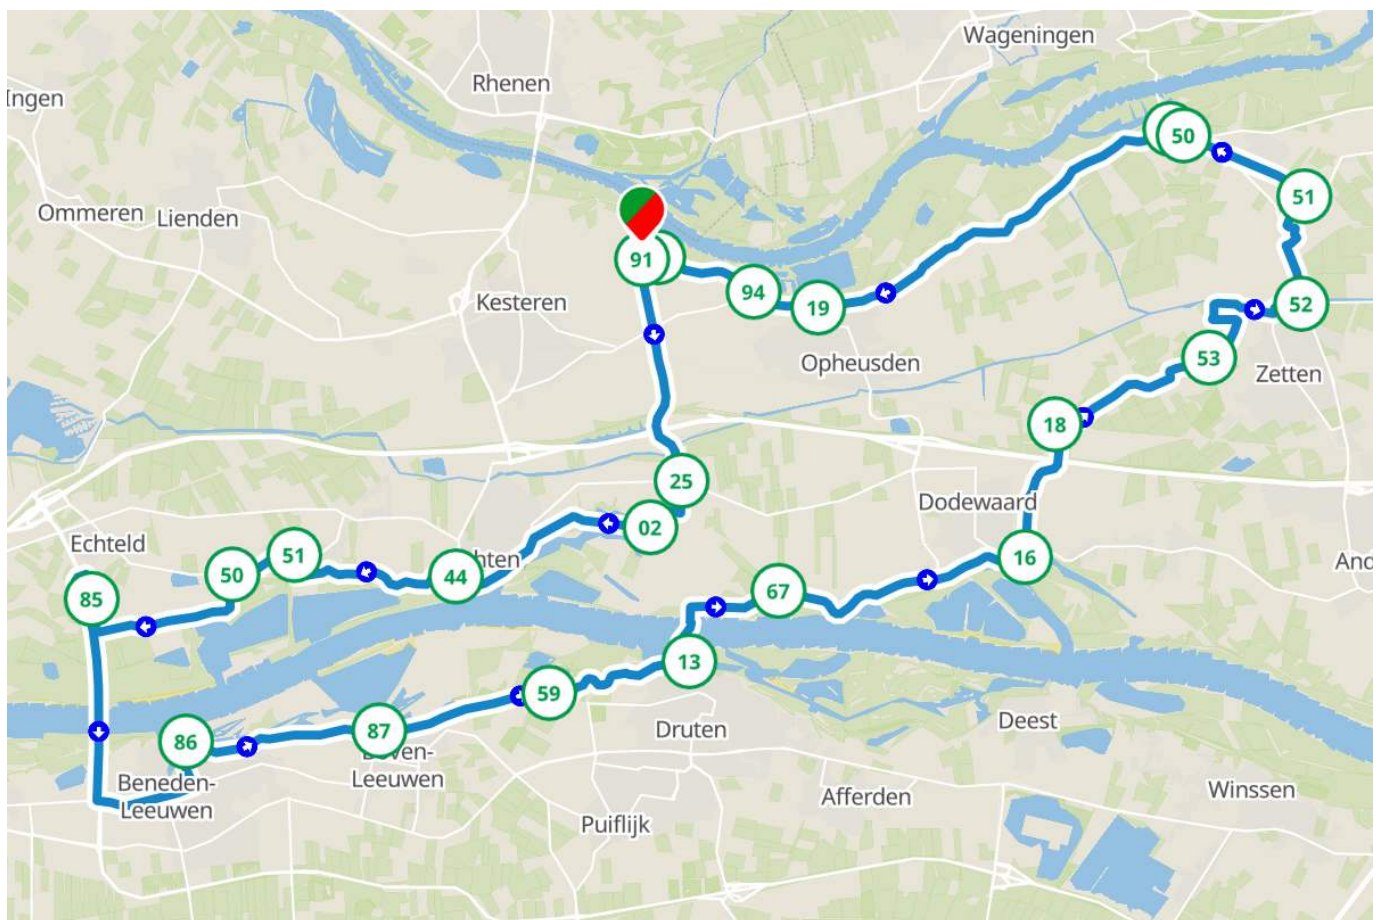 Wageningen
Rhenen
Ingen
50
51
Ommeren
Lienden
91
94
19
Kesteren
52
Opheusden
53
Zetten
18
25
Dodewaard
02
Echteld
51
50
44
16
85
67
13
59
86
87
Druten
Deest
Beneden-
Leeuwen
Leeuwen
Afferden
Winssen
Puiflijk